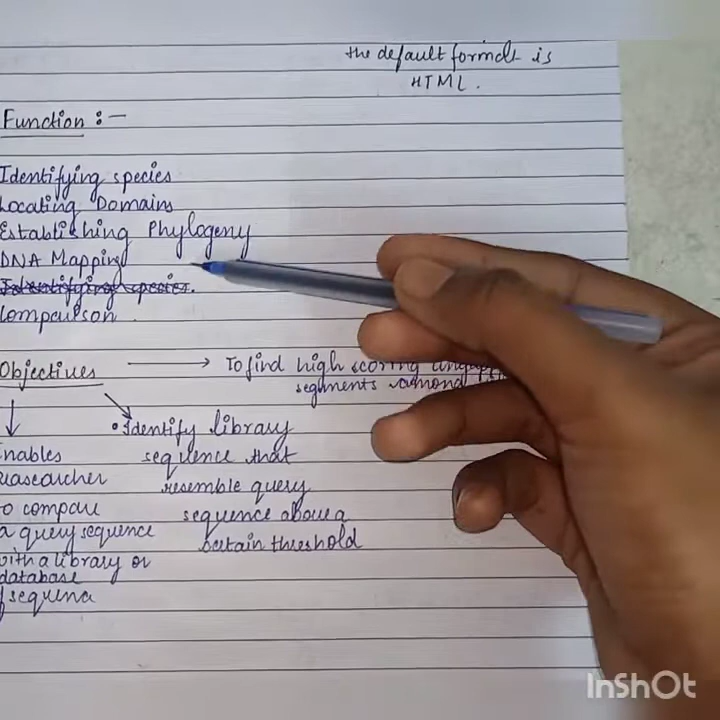 the default format is
HTML.
Function :-
Identifying species
Locating Domains
Establishing Phylogeny
DNA Mapping
Identifying species.
Comparison
Objectives → To find high scoring
segments among
Enables
researcher
to compare
a query sequence
with a library or
database
of sequence
• Identify library
sequence that
resemble query
sequence above a
certain threshold
InShOt